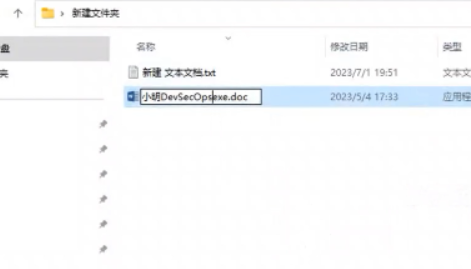 新建文件夹
盘
名称 修改日期 类型
夹
新建 文本文档.txt 2023/7/1 19:51 文本文
小明DevSecOpsexe.doc 2023/5/4 17:33 应用程